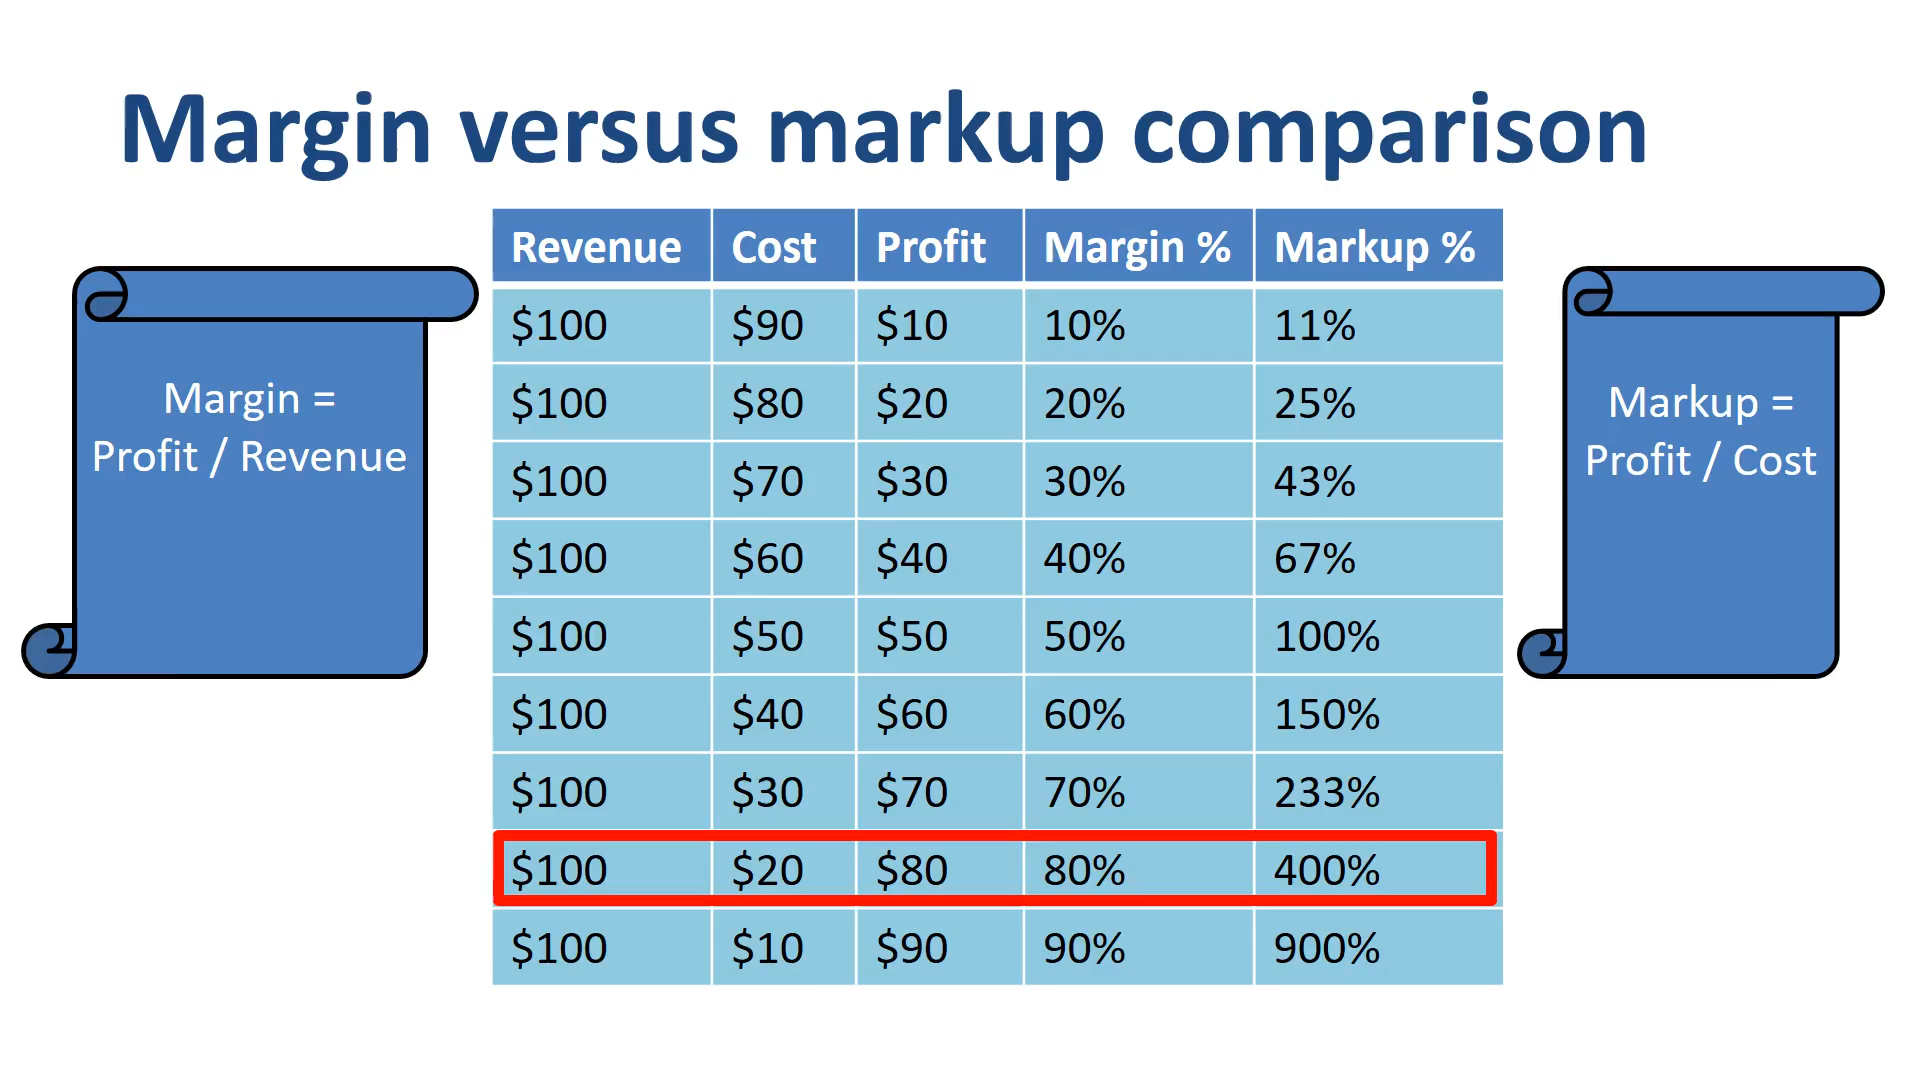 Margin versus markup comparison
Margin =
Profit / Revenue
Revenue Cost Profit Margin % Markup %
$100 $90 $10 10% 11%
$100 $80 $20 20% 25%
$100 $70 $30 30% 43%
$100 $60 $40 40% 67%
$100 $50 $50 50% 100%
$100 $40 $60 60% 150%
$100 $30 $70 70% 233%
$100 $20 $80 80% 400%
$100 $10 $90 90% 900%
Markup =
Profit / Cost